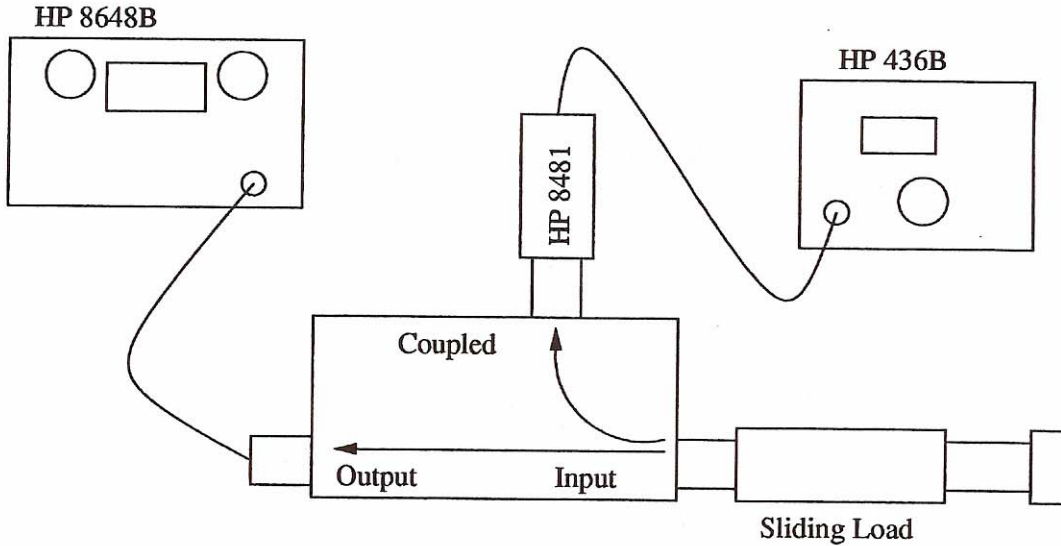 HP 8648B
HP 436B
HP 8481
Coupled
Output
Input
Sliding Load